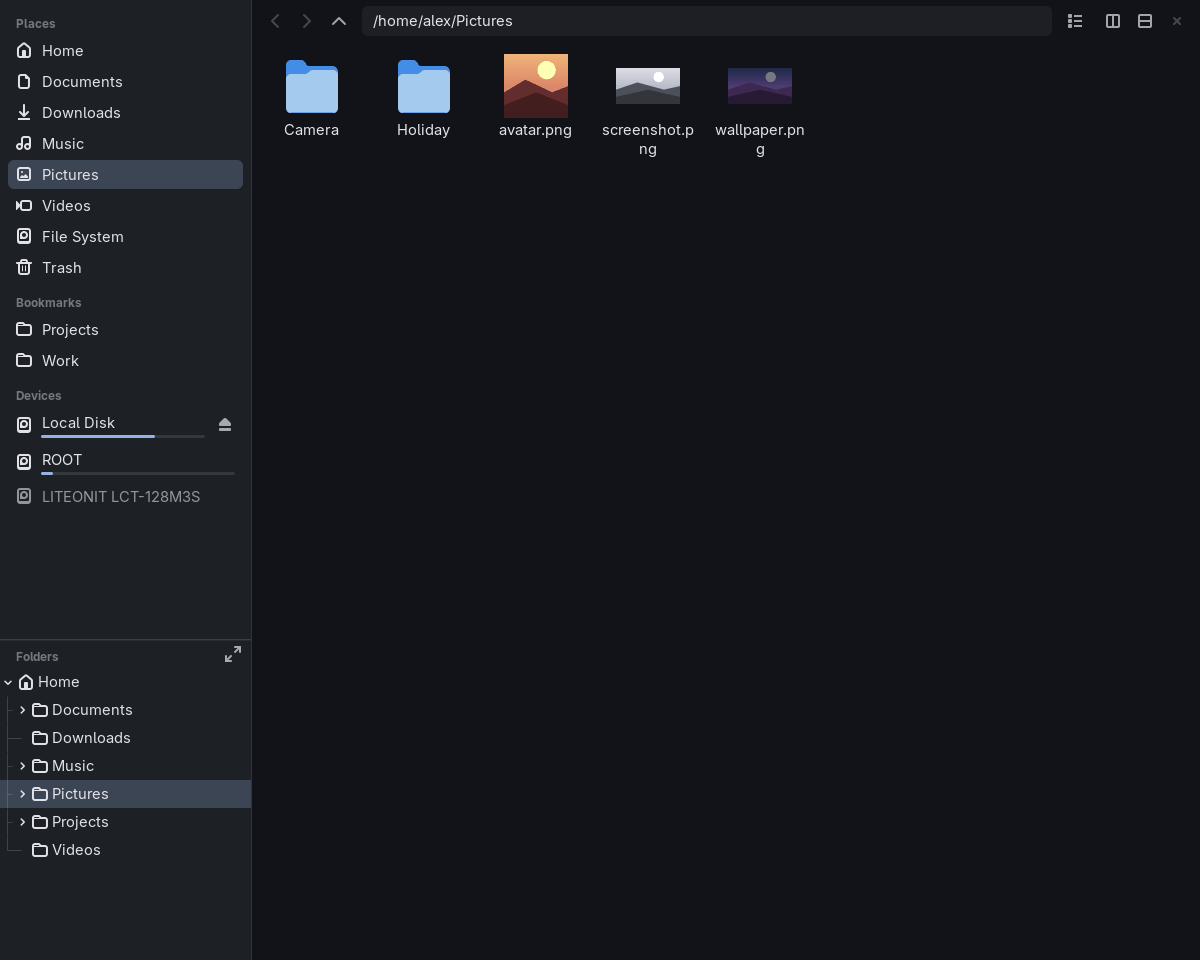 Places
Home
Documents
Downloads
Music
Pictures
Videos
File System
Trash
Bookmarks
Projects
Work
Devices
Local Disk
ROOT
LITEONIT LCT-128M3S
Folders
Home
Documents
Downloads
Music
Pictures
Projects
Videos
/home/alex/Pictures
Camera
Holiday
avatar.png
screenshot.p
ng
wallpaper.pn
g